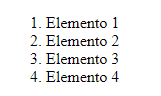 1. Elemento 1
2. Elemento 2
3. Elemento 3
4. Elemento 4